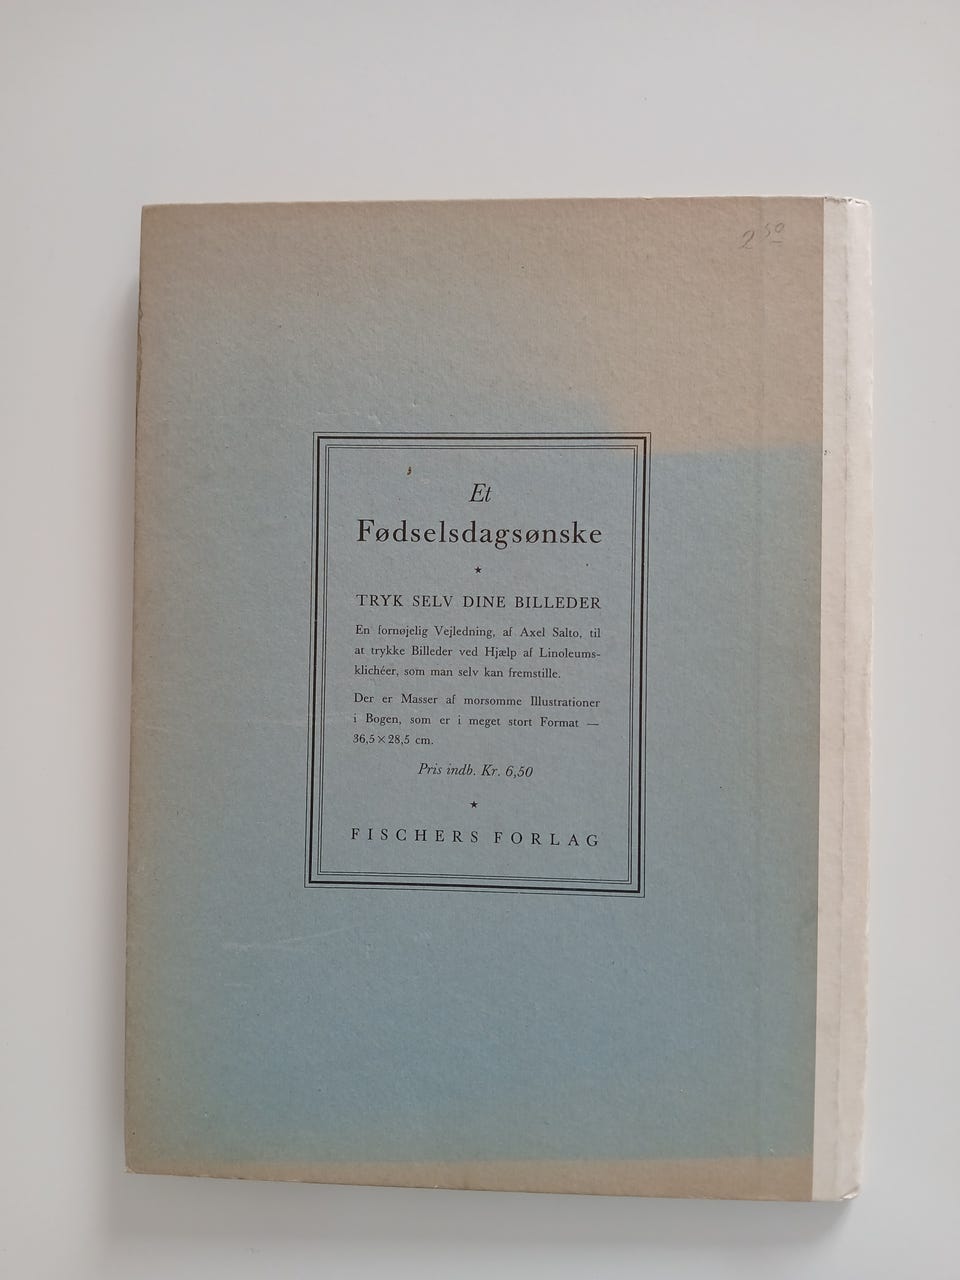 2 50
Et
Fødselsdagsønske
★
TRYK SELV DINE BILLEDER
En fornøjelig Vejledning, af Axel Salto, til
at trykke Billeder ved Hjælp af Linoleums-
klichéer, som man selv kan fremstille.
Der er Masser af morsomme Illustrationer
i Bogen, som er i meget stort Format —
36,5 × 28,5 cm.
Pris indb. Kr. 6,50
★
FISCHERS FORLAG